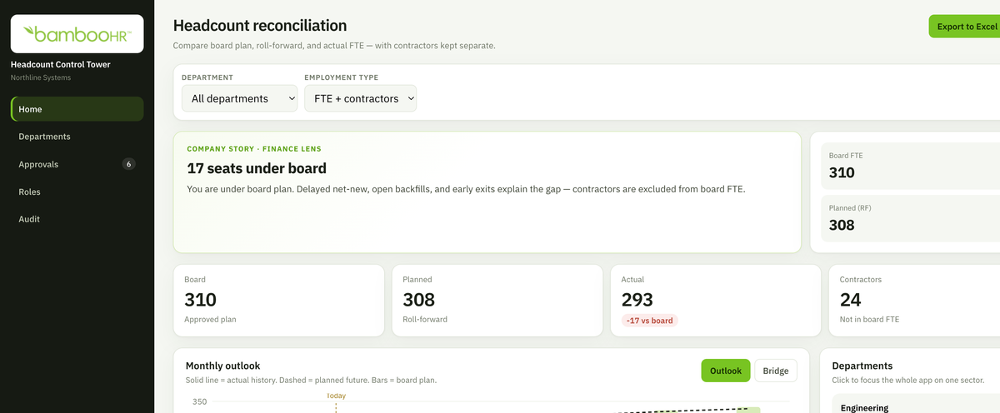 bambooHR™
Headcount Control Tower
Northline Systems
Home
Departments
Approvals 6
Roles
Audit
Headcount reconciliation
Compare board plan, roll-forward, and actual FTE — with contractors kept separate.
Export to Excel
DEPARTMENT
All departments
EMPLOYMENT TYPE
FTE + contractors
COMPANY STORY · FINANCE LENS
17 seats under board
You are under board plan. Delayed net-new, open backfills, and early exits explain the gap — contractors are excluded from board FTE.
Board FTE
310
Planned (RF)
308
Board
310
Approved plan
Planned
308
Roll-forward
Actual
293
-17 vs board
Contractors
24
Not in board FTE
Monthly outlook
Solid line = actual history. Dashed = planned future. Bars = board plan.
Outlook
Bridge
Today
350
Departments
Click to focus the whole app on one sector.
Engineering